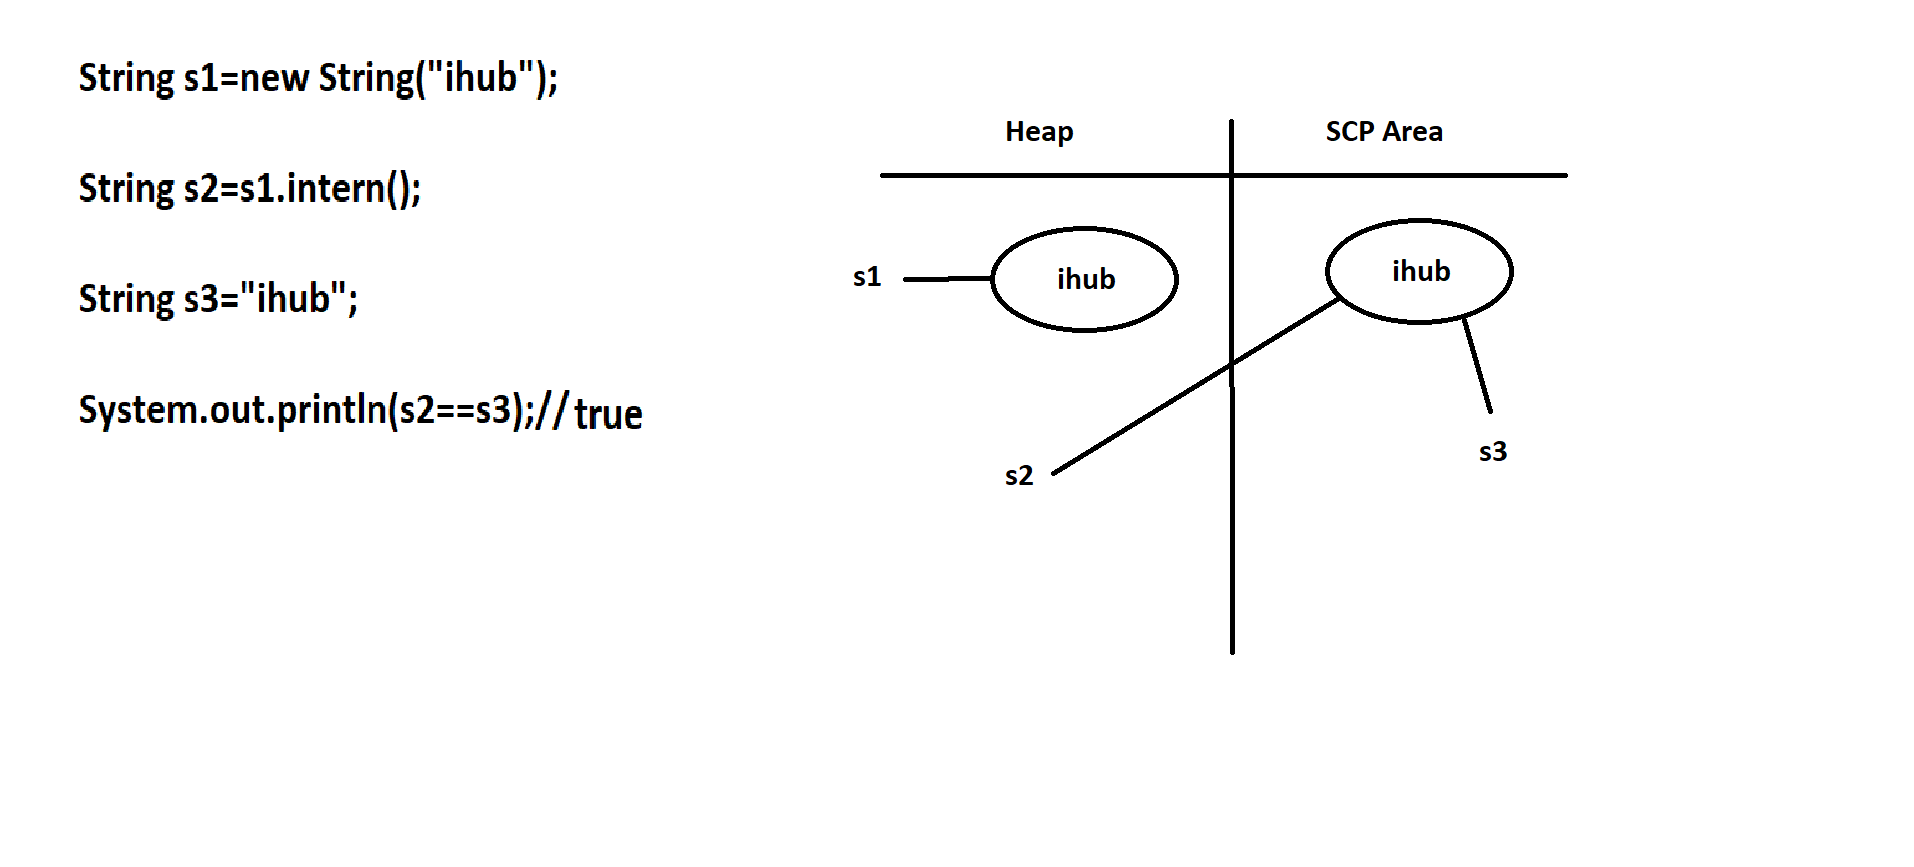 String s1=new String("ihub");
String s2=s1.intern();
String s3="ihub";
System.out.println(s2==s3);//true
Heap
SCP Area
s1
ihub
ihub
s2
s3